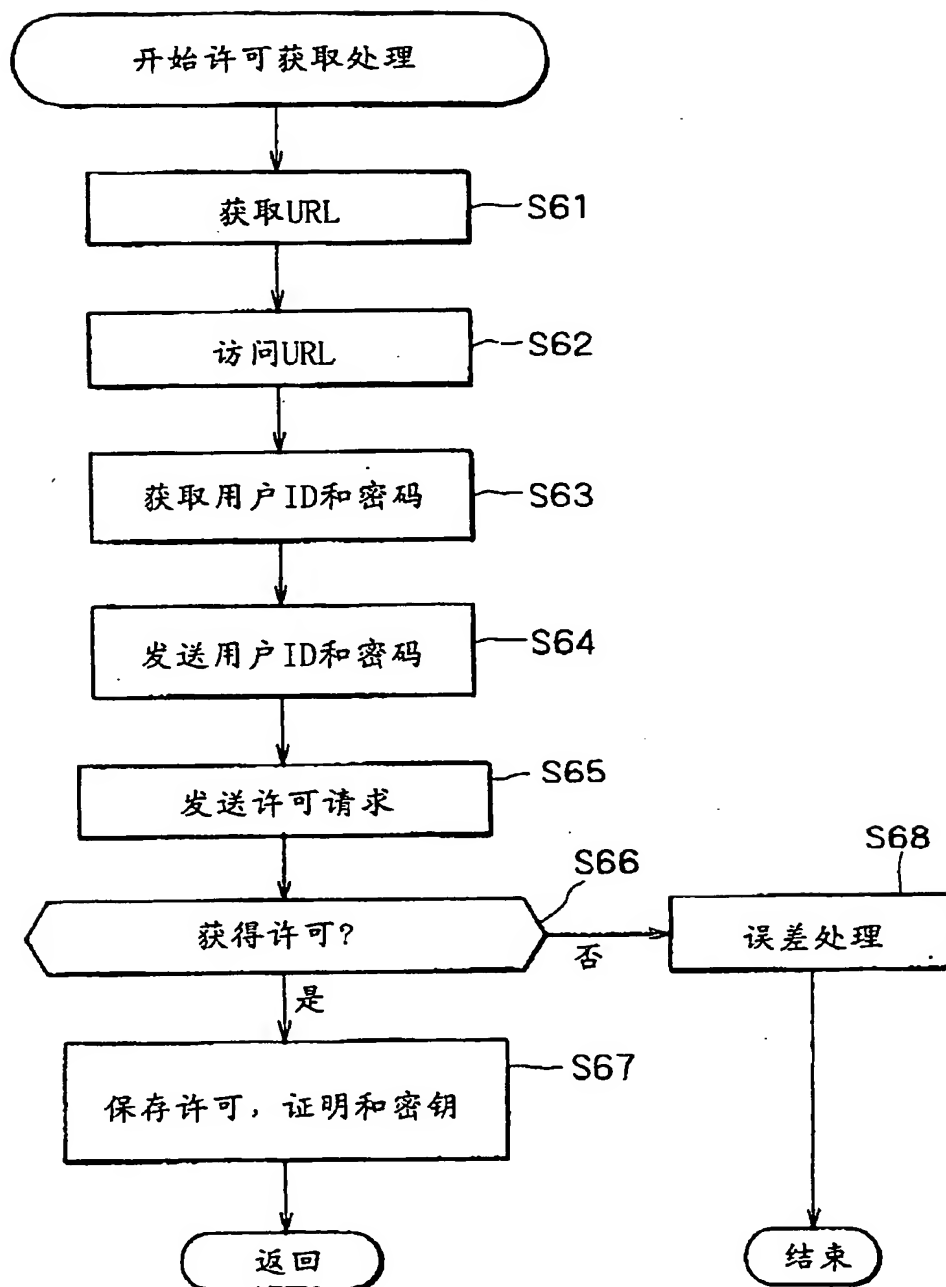 开始许可获取处理
获取URL
S61
访问URL
S62
获取用户ID和密码
S63
发送用户ID和密码
S64
发送许可请求
S65
获得许可?
S66
否
误差处理
S68
是
保存许可,证明和密钥
S67
返回
结束